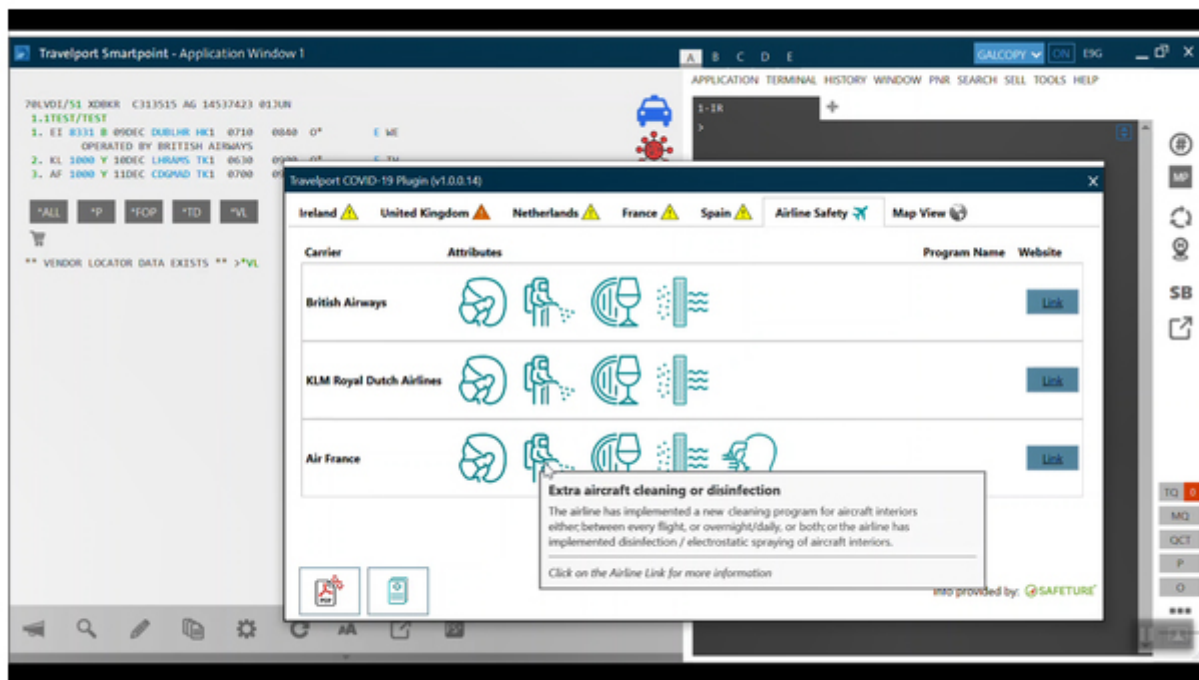 Travelport Smartpoint - Application Window 1
A B C D E
GALCOPY ON E9G
APPLICATION TERMINAL HISTORY WINDOW PNR SEARCH SELL TOOLS HELP
1-IR
>
70LVDI/51 XDBKR C313515 AG 14537423 01JUN
1.1TEST/TEST
1. EI 8331 B 09DEC DUBLHR HK1 0710 0840 O* E WE
OPERATED BY BRITISH AIRWAYS
2. KL 1000 Y 10DEC LHRAMS TK1 0630
3. AF 1000 Y 11DEC CDGMAD TK1 0700
*ALL *P *FOP *TD *VL
** VENDOR LOCATOR DATA EXISTS ** >*VL
Travelport COVID-19 Plugin (v1.0.0.14)
X
Ireland United Kingdom Netherlands France Spain Airline Safety Map View
Carrier Attributes Program Name Website
British Airways Link
KLM Royal Dutch Airlines Link
Air France Link
Extra aircraft cleaning or disinfection
The airline has implemented a new cleaning program for aircraft interiors
either; between every flight, or overnight/daily, or both; or the airline has
implemented disinfection / electrostatic spraying of aircraft interiors.
Click on the Airline Link for more information
PDF
Info provided by: SAFETURE
#
MP
SB
TQ 0
MQ
QCT
P
O
AA